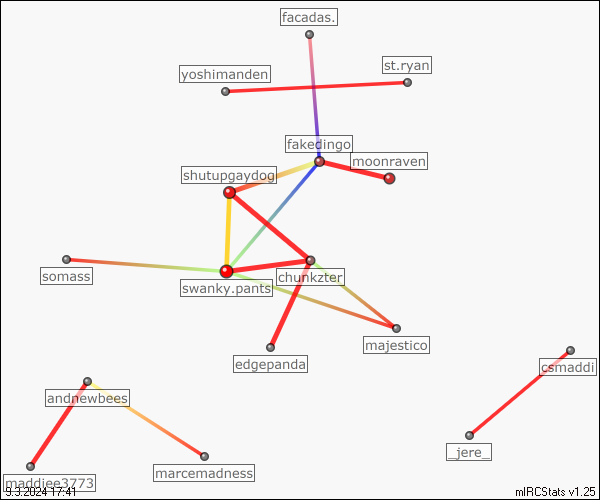 facadas.
st.ryan
yoshimanden
fakedingo
moonraven
shutupgaydog
somass
chunkzter
swanky.pants
majestico
edgepanda
csmaddi
andnewbees
_jere_
marcemadness
maddiee3773
9.3.2024 17:41
mIRCStats v1.25